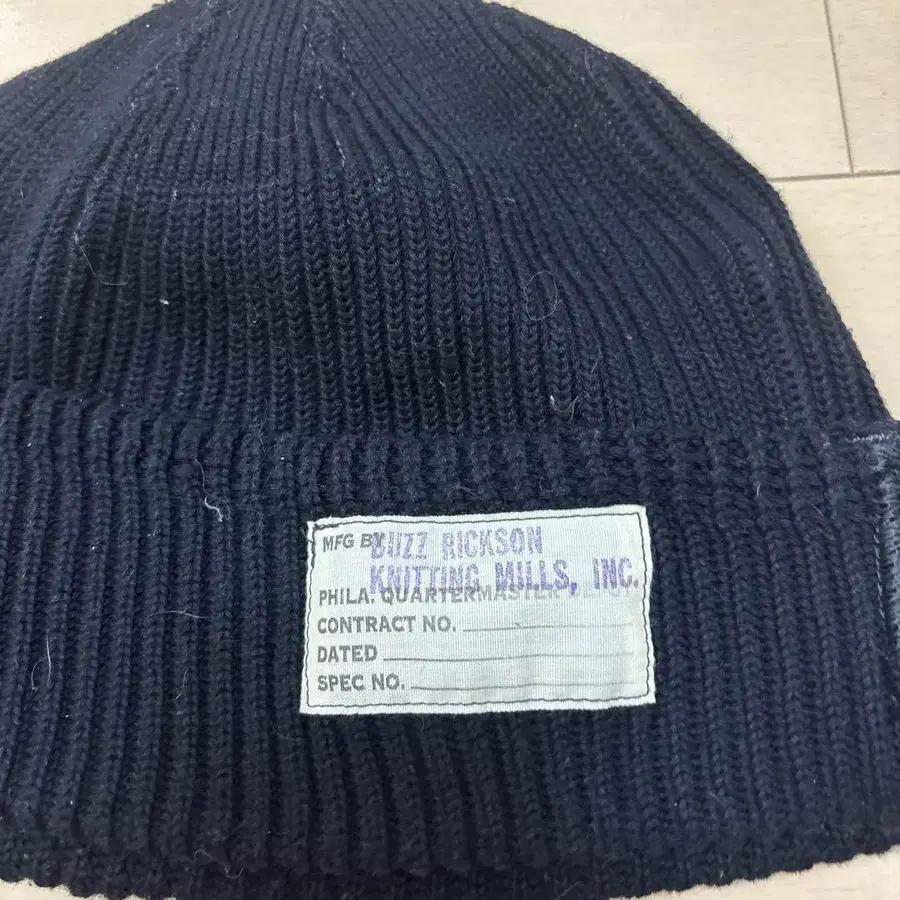 MFG BY BUZZ RICKSON
KNITTING MILLS, INC.
PHILA. QUARTERMASTER
CONTRACT NO.
DATED
SPEC NO.